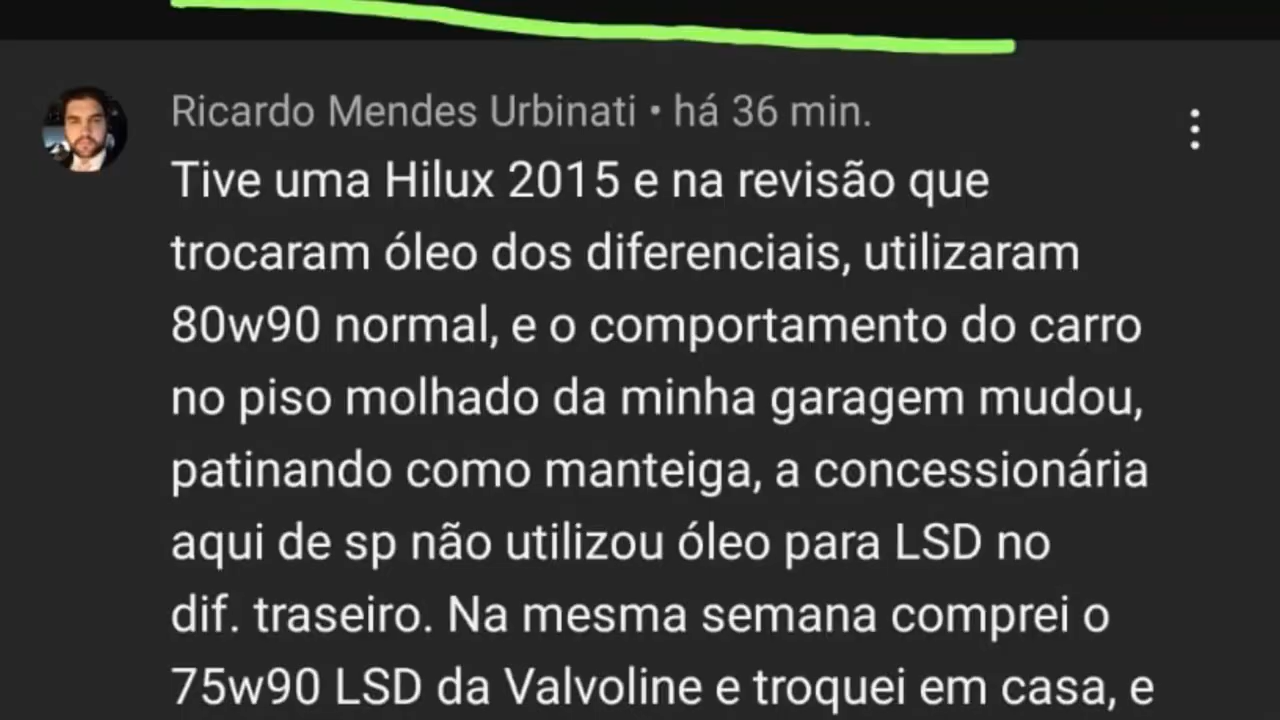 Ricardo Mendes Urbinati • há 36 min.
Tive uma Hilux 2015 e na revisão que
trocaram óleo dos diferenciais, utilizaram
80w90 normal, e o comportamento do carro
no piso molhado da minha garagem mudou,
patinando como manteiga, a concessionária
aqui de sp não utilizou óleo para LSD no
dif. traseiro. Na mesma semana comprei o
75w90 LSD da Valvoline e troquei em casa, e